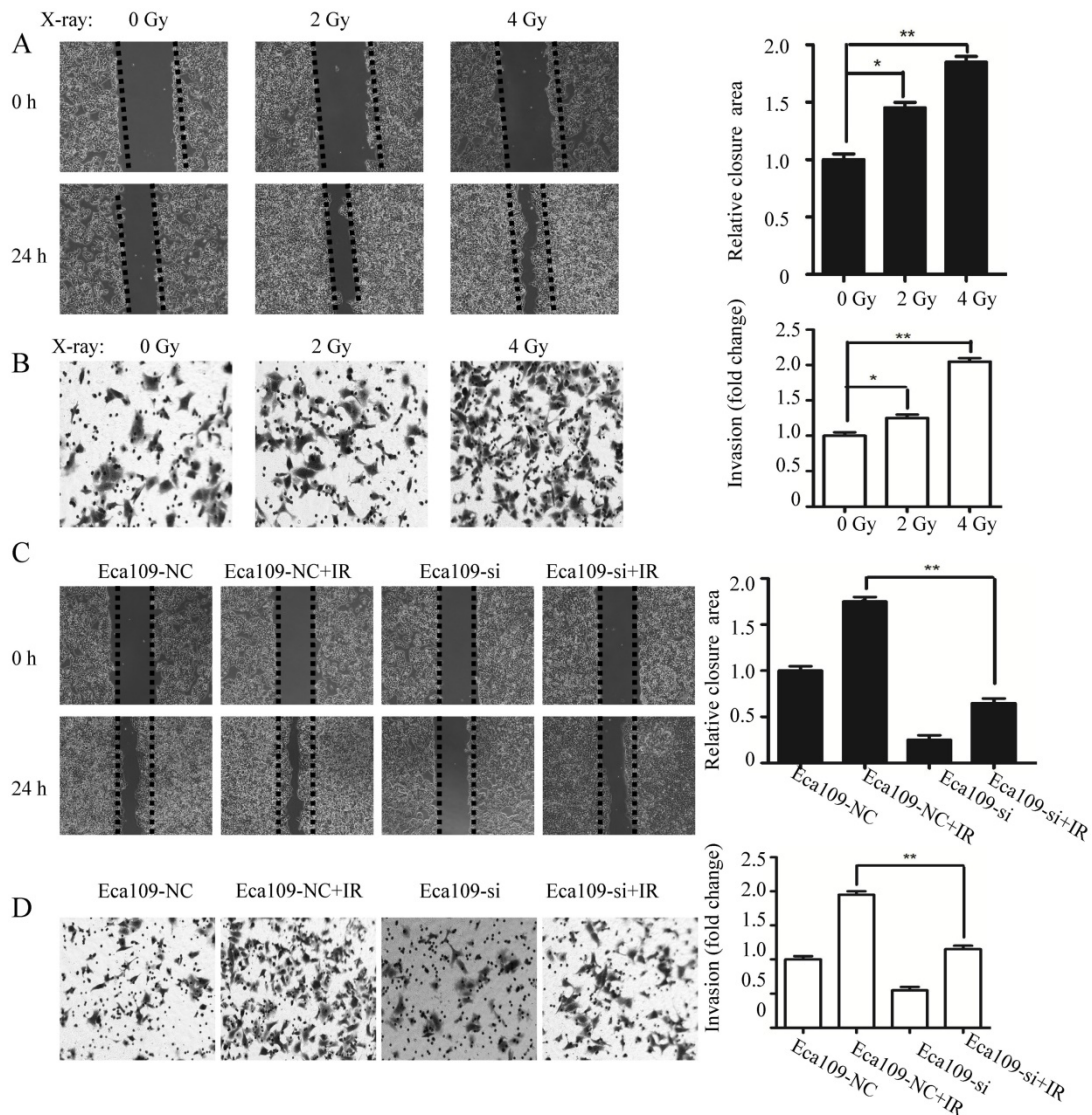 X-ray: 0 Gy 2 Gy 4 Gy
A
0 h
24 h
Relative closure area
2.0
1.5
1.0
0.5
0
* **
0 Gy 2 Gy 4 Gy
X-ray: 0 Gy 2 Gy 4 Gy
B
Invasion (fold change)
2.5
2.0
1.5
1.0
0.5
0
* **
0 Gy 2 Gy 4 Gy
C
Eca109-NC Eca109-NC+IR Eca109-si Eca109-si+IR
0 h
24 h
Relative closure area
2.0
1.5
1.0
0.5
0
**
Eca109-NC Eca109-NC+IR Eca109-si Eca109-si+IR
D
Eca109-NC Eca109-NC+IR Eca109-si Eca109-si+IR
Invasion (fold change)
2.5
2.0
1.5
1.0
0.5
0
**
Eca109-NC Eca109-NC+IR Eca109-si Eca109-si+IR